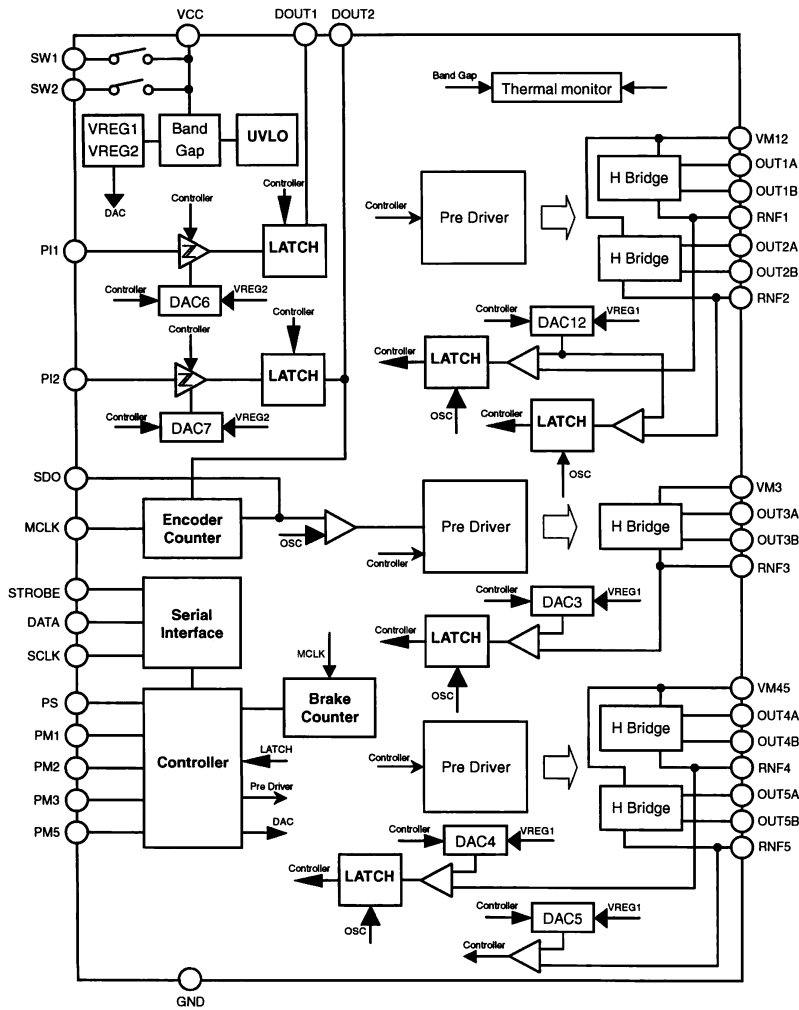 VCC
DOUT1
DOUT2
SW1
SW2
Band Gap
Thermal monitor
VREG1
VREG2
Band
Gap
UVLO
VM12
OUT1A
H Bridge
OUT1B
DAC
Controller
Controller
Controller
Pre Driver
RNF1
PI1
LATCH
H Bridge
OUT2A
OUT2B
Controller
DAC6
VREG2
RNF2
Controller
Controller
Controller
DAC12
VREG1
Controller
LATCH
PI2
LATCH
OSC
Controller
LATCH
Controller
DAC7
VREG2
OSC
SDO
VM3
MCLK
Encoder
Counter
OSC
Pre Driver
Controller
H Bridge
OUT3A
OUT3B
RNF3
STROBE
DATA
SCLK
Serial
Interface
Controller
DAC3
VREG1
Controller
LATCH
OSC
MCLK
Brake
Counter
PS
PM1
PM2
PM3
PM5
Controller
LATCH
Pre Driver
DAC
Controller
Pre Driver
VM45
OUT4A
H Bridge
OUT4B
RNF4
OUT5A
H Bridge
OUT5B
RNF5
Controller
DAC4
VREG1
Controller
LATCH
OSC
Controller
DAC5
VREG1
Controller
GND